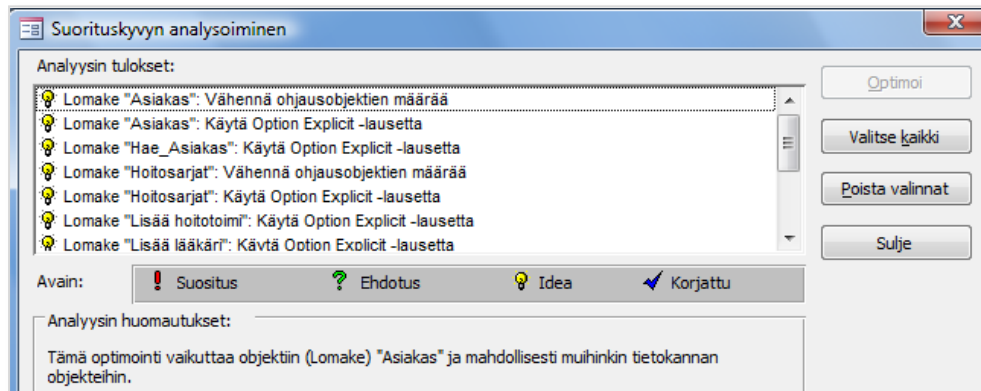 Suorituskyvyn analysoiminen
Analyysin tulokset:
Lomake "Asiakas": Vähennä ohjausobjektien määrää
Lomake "Asiakas": Käytä Option Explicit -lausetta
Lomake "Hae_Asiakas": Käytä Option Explicit -lausetta
Lomake "Hoitosarjat": Vähennä ohjausobjektien määrää
Lomake "Hoitosarjat": Käytä Option Explicit -lausetta
Lomake "Lisää hoitotoimi": Käytä Option Explicit -lausetta
Lomake "Lisää lääkäri": Käytä Option Explicit -lausetta
Optimoi
Valitse kaikki
Poista valinnat
Sulje
Avain: Suositus Ehdotus Idea Korjattu
Analyysin huomautukset:
Tämä optimointi vaikuttaa objektiin (Lomake) "Asiakas" ja mahdollisesti muihinkin tietokannan
objekteihin.